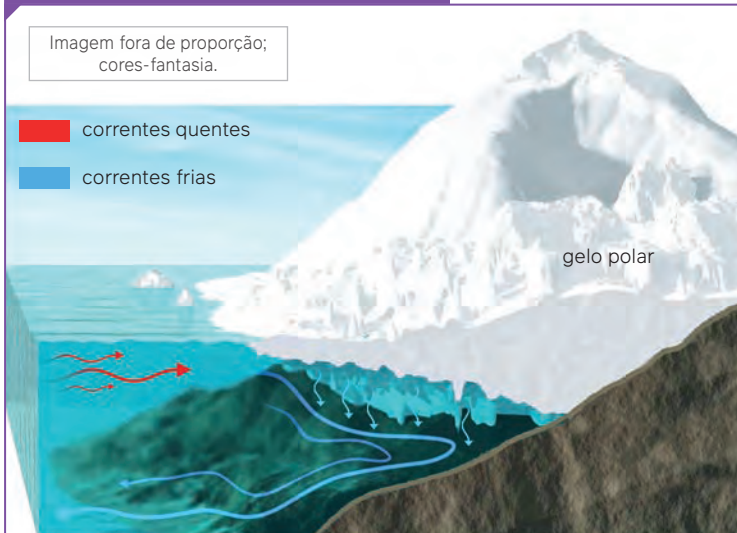 Imagem fora de proporção;
cores-fantasia.
correntes quentes
correntes frias
gelo polar